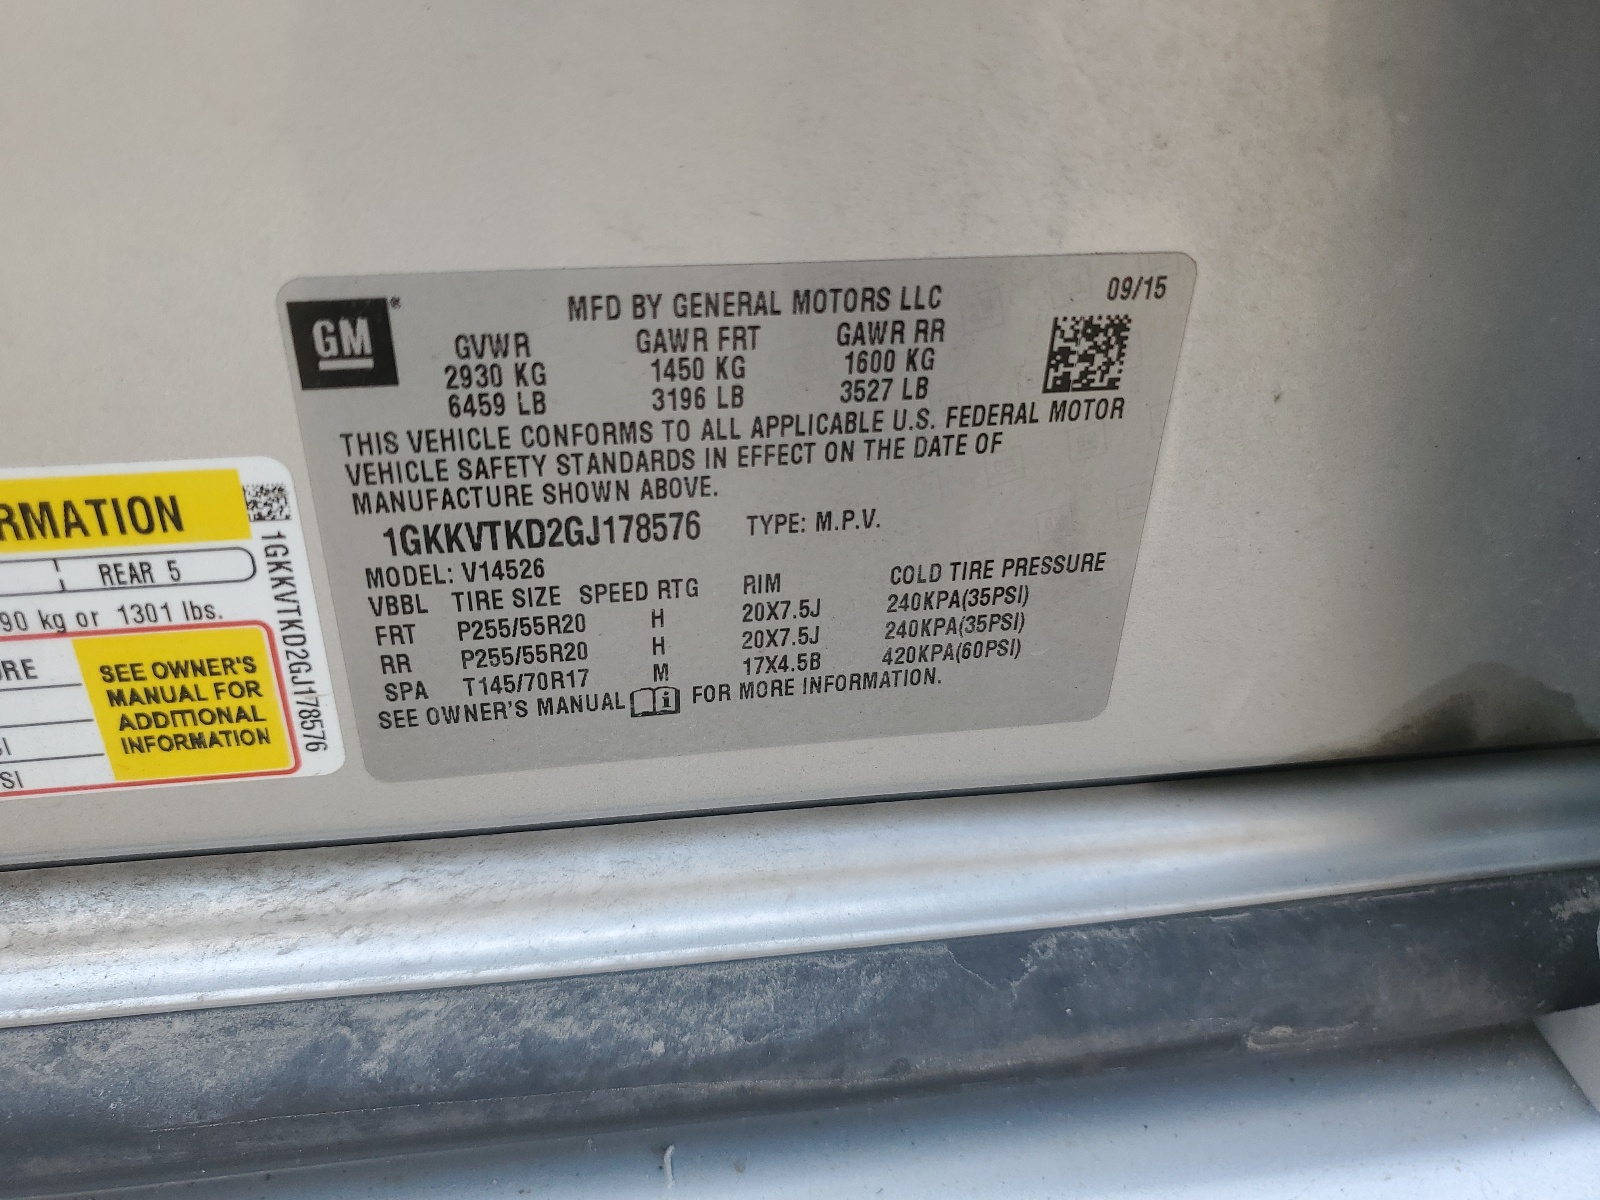 GM ®
MFD BY GENERAL MOTORS LLC
09/15
GVWR GAWR FRT GAWR RR
2930 KG 1450 KG 1600 KG
6459 LB 3196 LB 3527 LB
THIS VEHICLE CONFORMS TO ALL APPLICABLE U.S. FEDERAL MOTOR
VEHICLE SAFETY STANDARDS IN EFFECT ON THE DATE OF
MANUFACTURE SHOWN ABOVE.
1GKKVTKD2GJ178576 TYPE: M.P.V.
MODEL: V14526
VBBL TIRE SIZE SPEED RTG RIM COLD TIRE PRESSURE
FRT P255/55R20 H 20X7.5J 240KPA(35PSI)
RR P255/55R20 H 20X7.5J 240KPA(35PSI)
SPA T145/70R17 M 17X4.5B 420KPA(60PSI)
SEE OWNER'S MANUAL i FOR MORE INFORMATION.
RMATION
REAR 5
90 kg or 1301 lbs.
URE
SI
SI
SEE OWNER'S
MANUAL FOR
ADDITIONAL
INFORMATION
1GKKVTKD2GJ178576